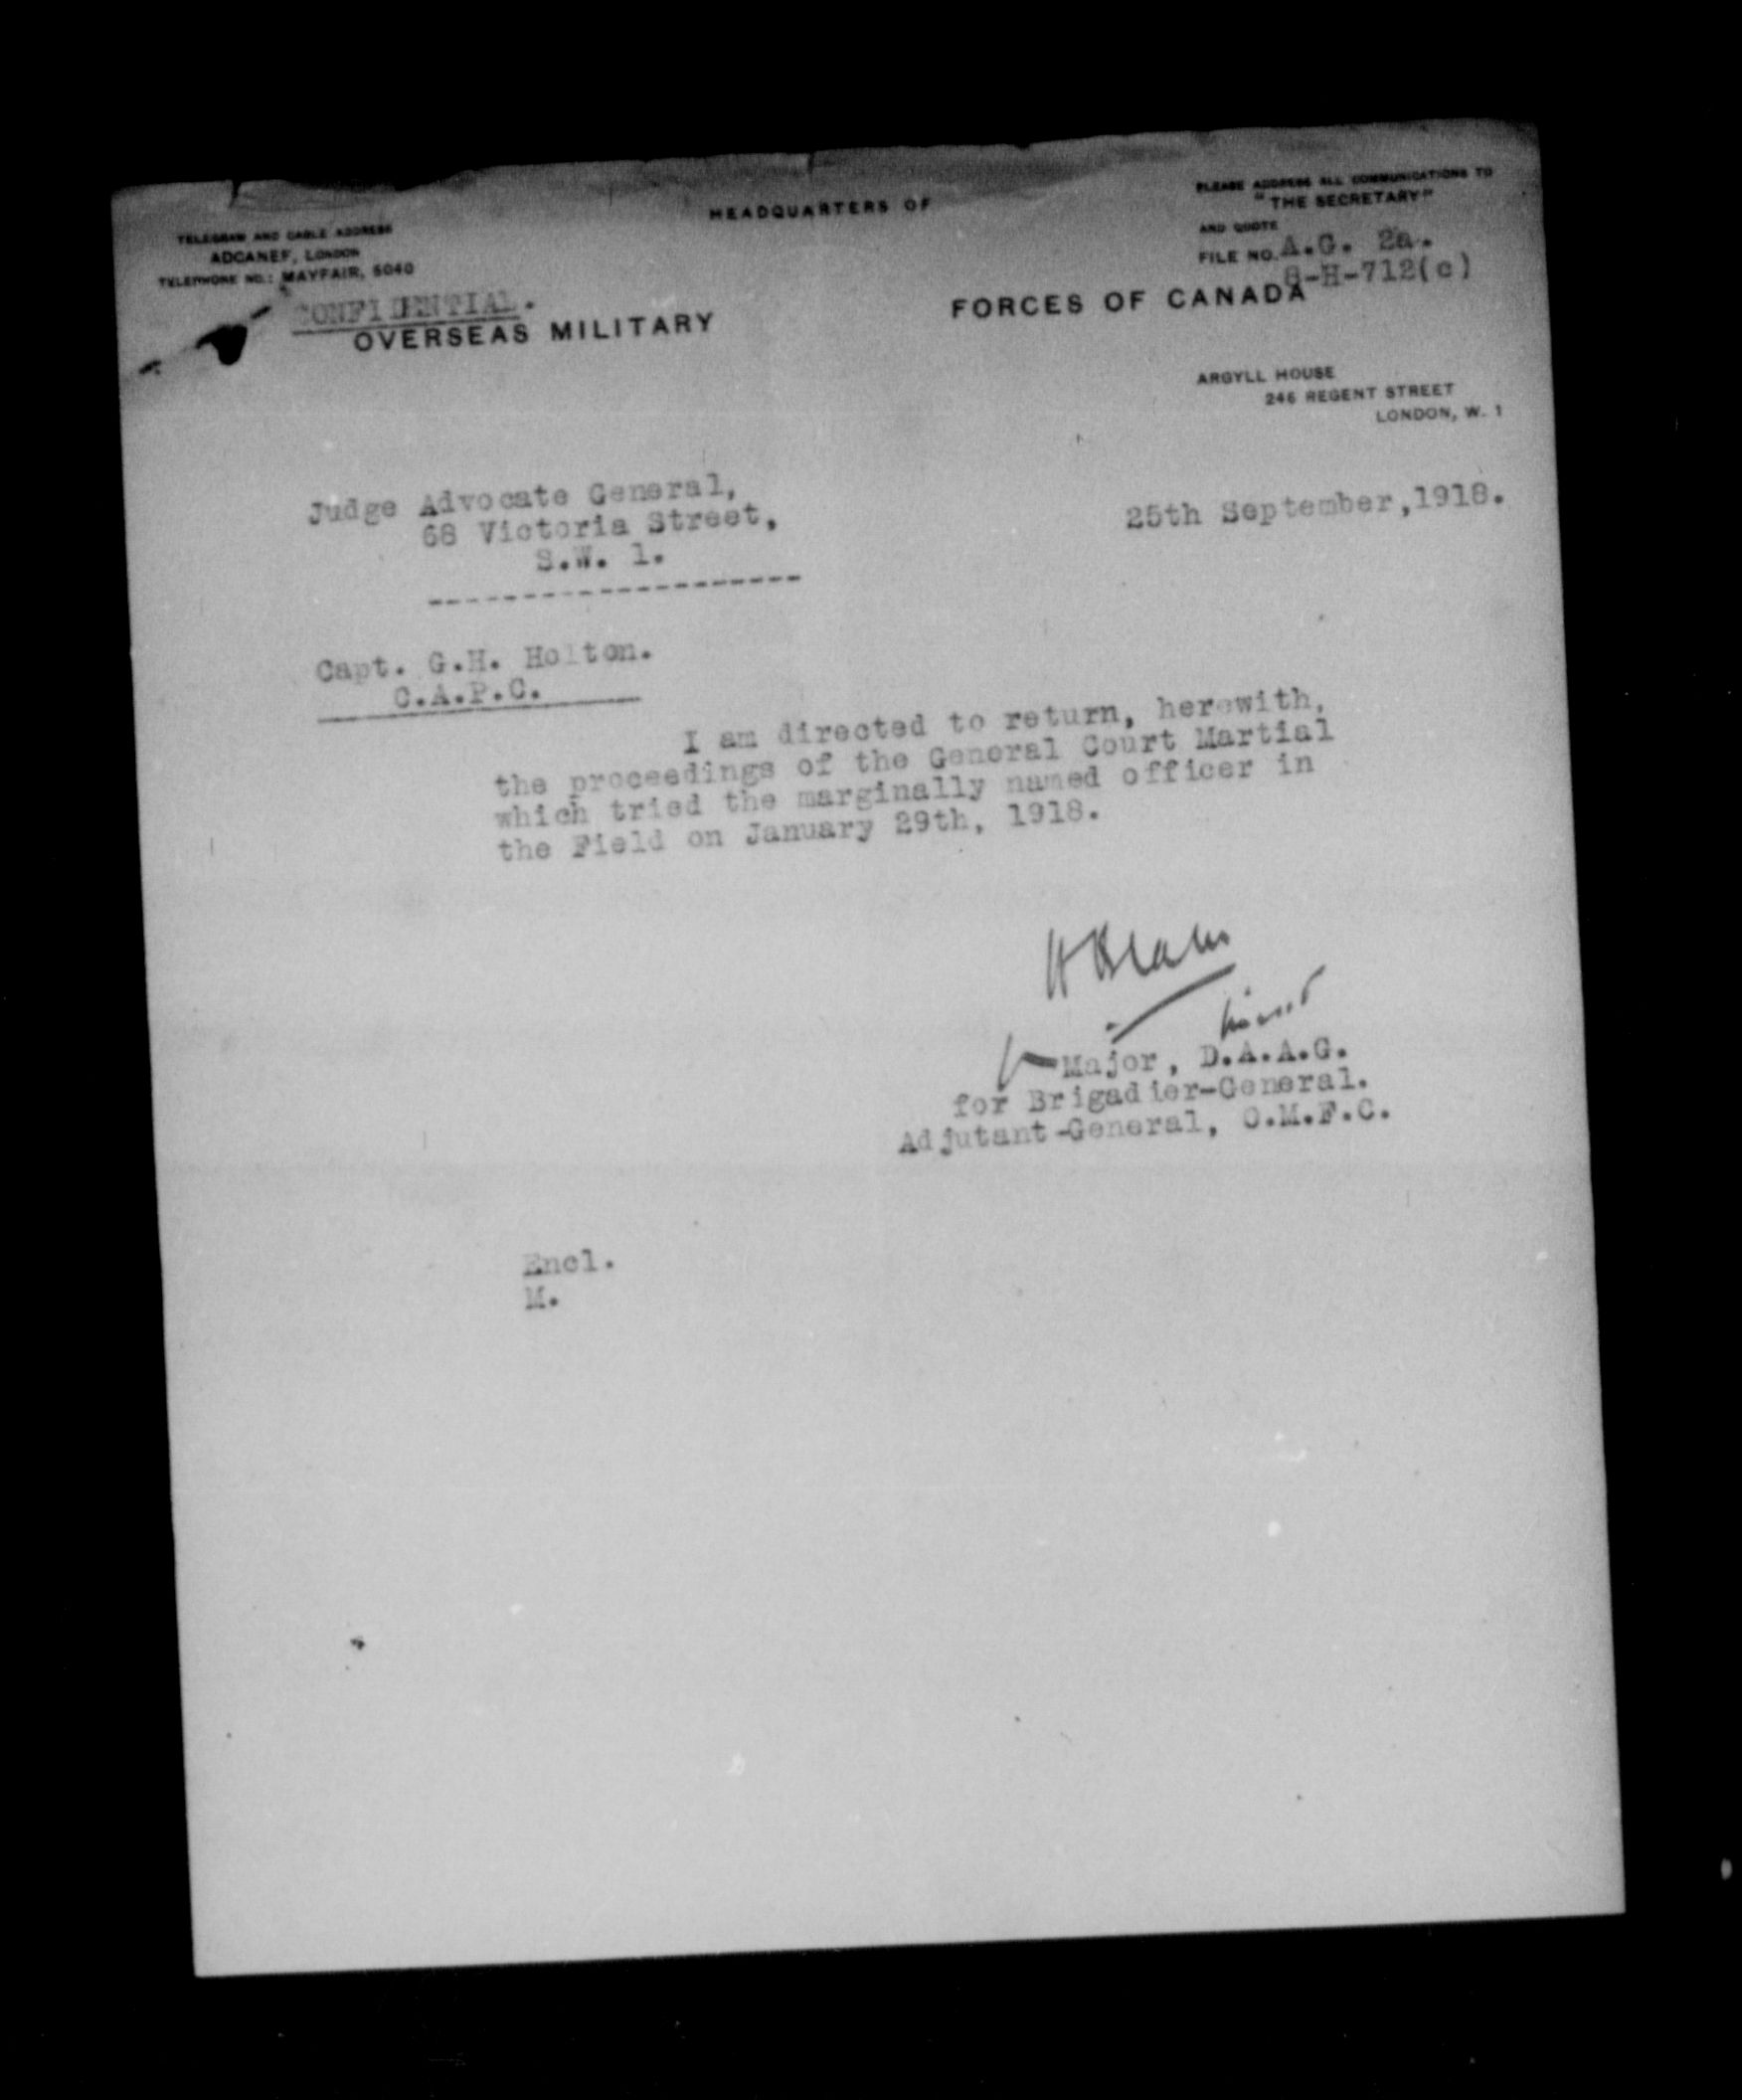 HEADQUARTERS OF
PLEASE ADDRESS ALL COMMUNICATIONS TO
"THE SECRETARY"
AND QUOTE
FILE NO. A.G. 2a.
8-H-712(c)
TELEGRAM AND CABLE ADDRESS
ADCANEF, LONDON
TELEPHONE NO.: MAYFAIR, 5040
CONFIDENTIAL.
OVERSEAS MILITARY FORCES OF CANADA
ARGYLL HOUSE
246 REGENT STREET
LONDON, W. 1
Judge Advocate General,
68 Victoria Street,
S.W. 1.
--------------------
25th September,1918.
Capt. G.H. Holton.
C.A.P.C.
I am directed to return, herewith,
the proceedings of the General Court Martial
which tried the marginally named officer in
the Field on January 29th, 1918.
Major, D.A.A.G.
for Brigadier-General.
Adjutant-General, O.M.F.C.
Encl.
M.